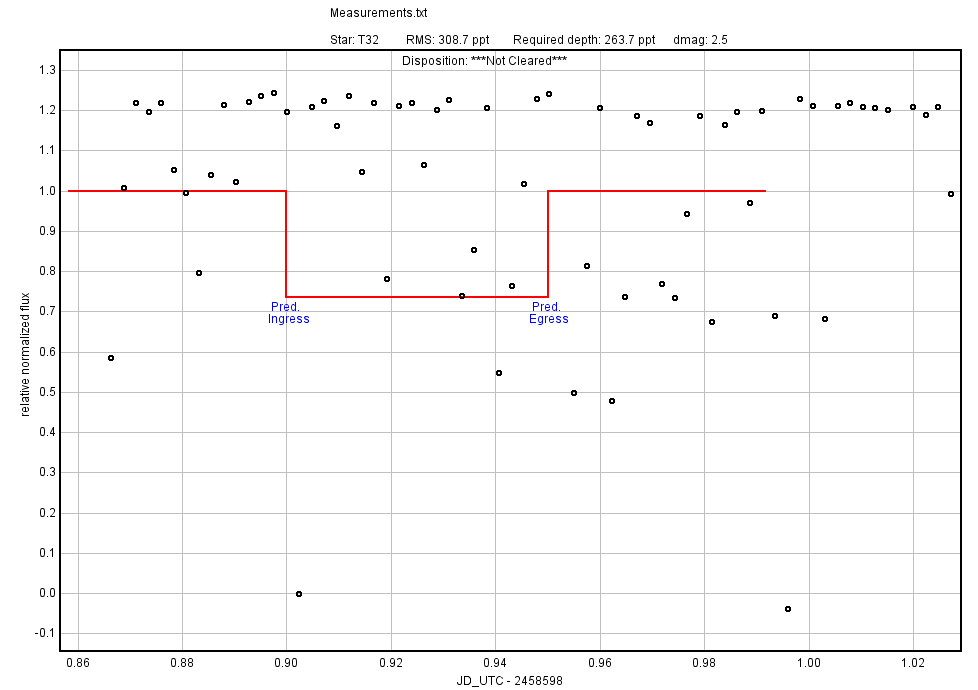 Measurements.txt
Star: T32 RMS: 308.7 ppt Required depth: 263.7 ppt dmag: 2.5
Disposition: ***Not Cleared***
1.3
1.2
1.1
1.0
0.9
0.8
0.7
0.6
0.5
0.4
0.3
0.2
0.1
0.0
-0.1
relative normalized flux
Pred.
Ingress
Pred.
Egress
0.86 0.88 0.90 0.92 0.94 0.96 0.98 1.00 1.02
JD_UTC - 2458598